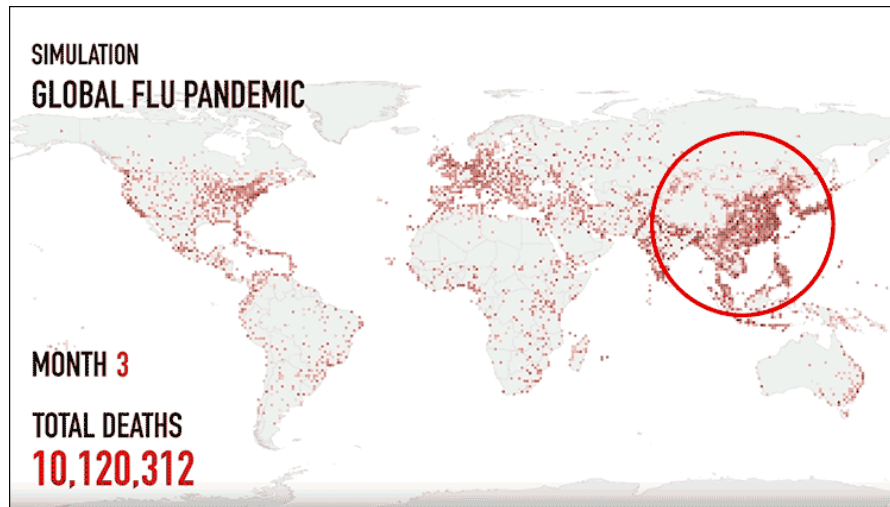 SIMULATION
GLOBAL FLU PANDEMIC
MONTH 3
TOTAL DEATHS
10,120,312